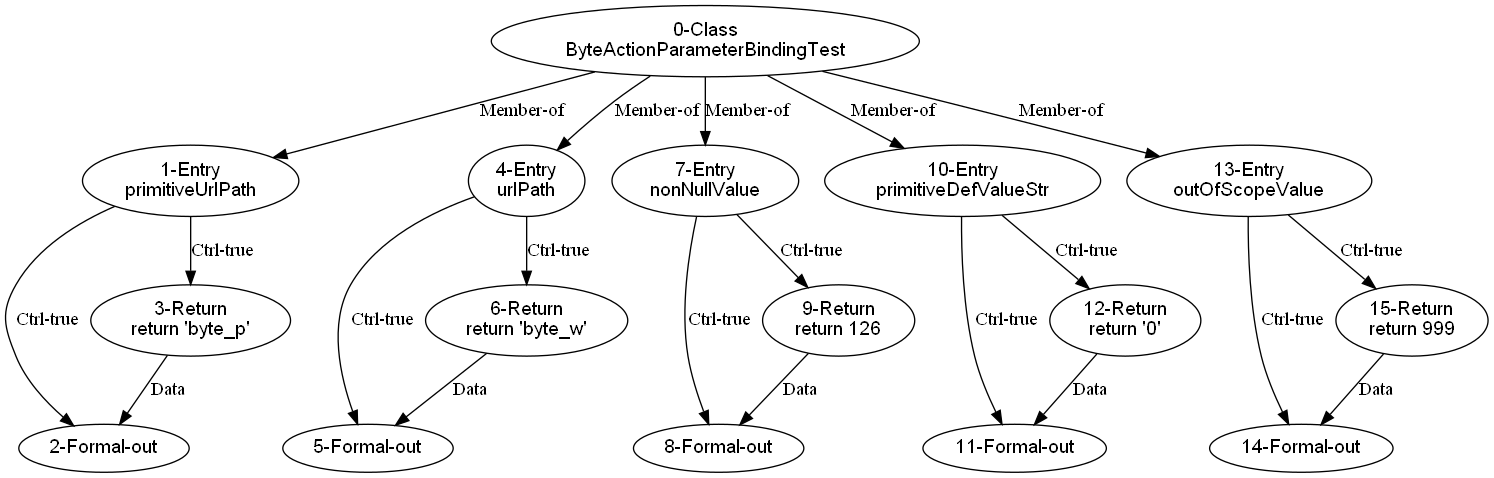 0-Class
ByteActionParameterBindingTest
Member-of
Member-of
Member-of
Member-of
Member-of
1-Entry
primitiveUrlPath
4-Entry
urlPath
7-Entry
nonNullValue
10-Entry
primitiveDefValueStr
13-Entry
outOfScopeValue
Ctrl-true
Ctrl-true
Ctrl-true
Ctrl-true
Ctrl-true
Ctrl-true
3-Return
return 'byte_p'
Ctrl-true
6-Return
return 'byte_w'
Ctrl-true
9-Return
return 126
Ctrl-true
12-Return
return '0'
Ctrl-true
15-Return
return 999
Data
Data
Data
Data
Data
2-Formal-out
5-Formal-out
8-Formal-out
11-Formal-out
14-Formal-out